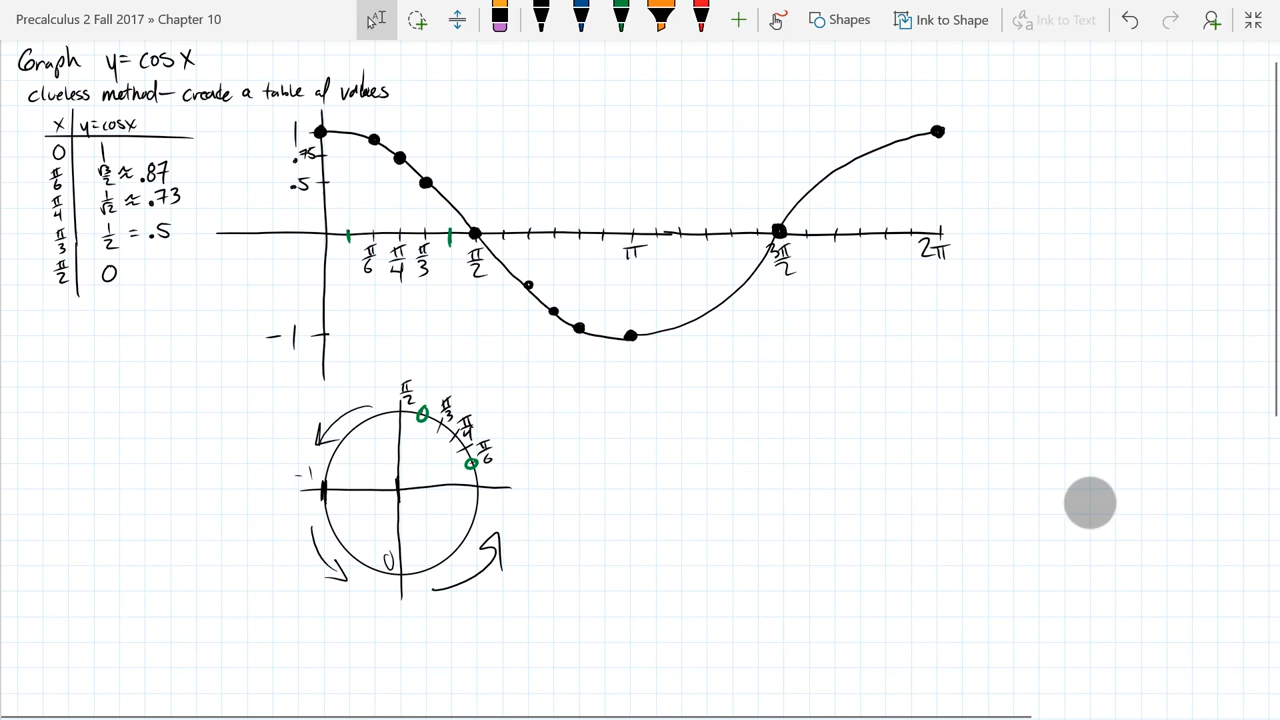 Precalculus 2 Fall 2017 » Chapter 10
Shapes
Ink to Shape
Ink to Text
Graph y = cos x
clueless method – create a table of values
x y = cos x
0 1
π/6 √3/2 ≈ .87
π/4 1/√2 ≈ .73
π/3 1/2 = .5
π/2 0
1
.75
.5
-1
π/6 π/4 π/3 π/2 π 3π/2 2π
π/2
π/3
π/4
π/6
-1
0